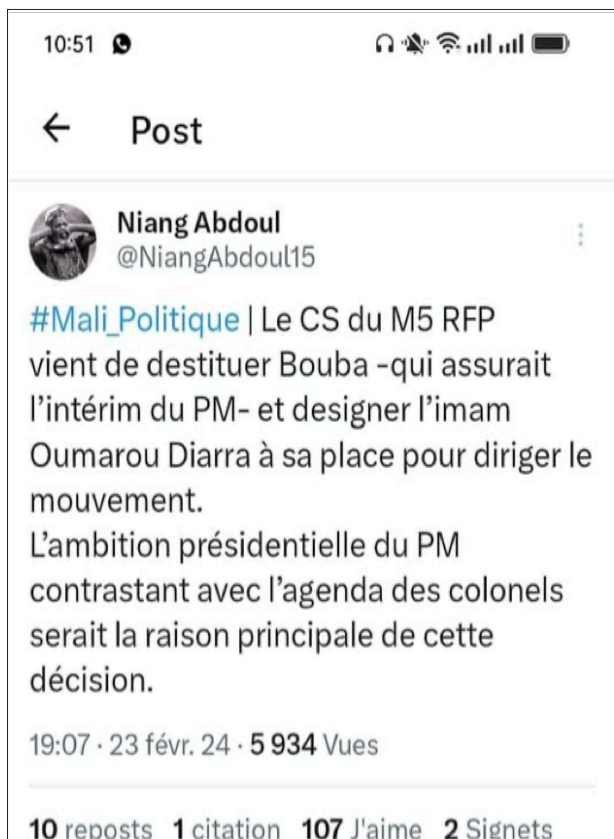 10:51
Post
Niang Abdoul
@NiangAbdoul15
#Mali_Politique | Le CS du M5 RFP
vient de destituer Bouba -qui assurait
l'intérim du PM- et designer l'imam
Oumarou Diarra à sa place pour diriger le
mouvement.
L'ambition présidentielle du PM
contrastant avec l'agenda des colonels
serait la raison principale de cette
décision.
19:07 · 23 févr. 24 · 5 934 Vues
10 reposts 1 citation 107 J'aime 2 Signets